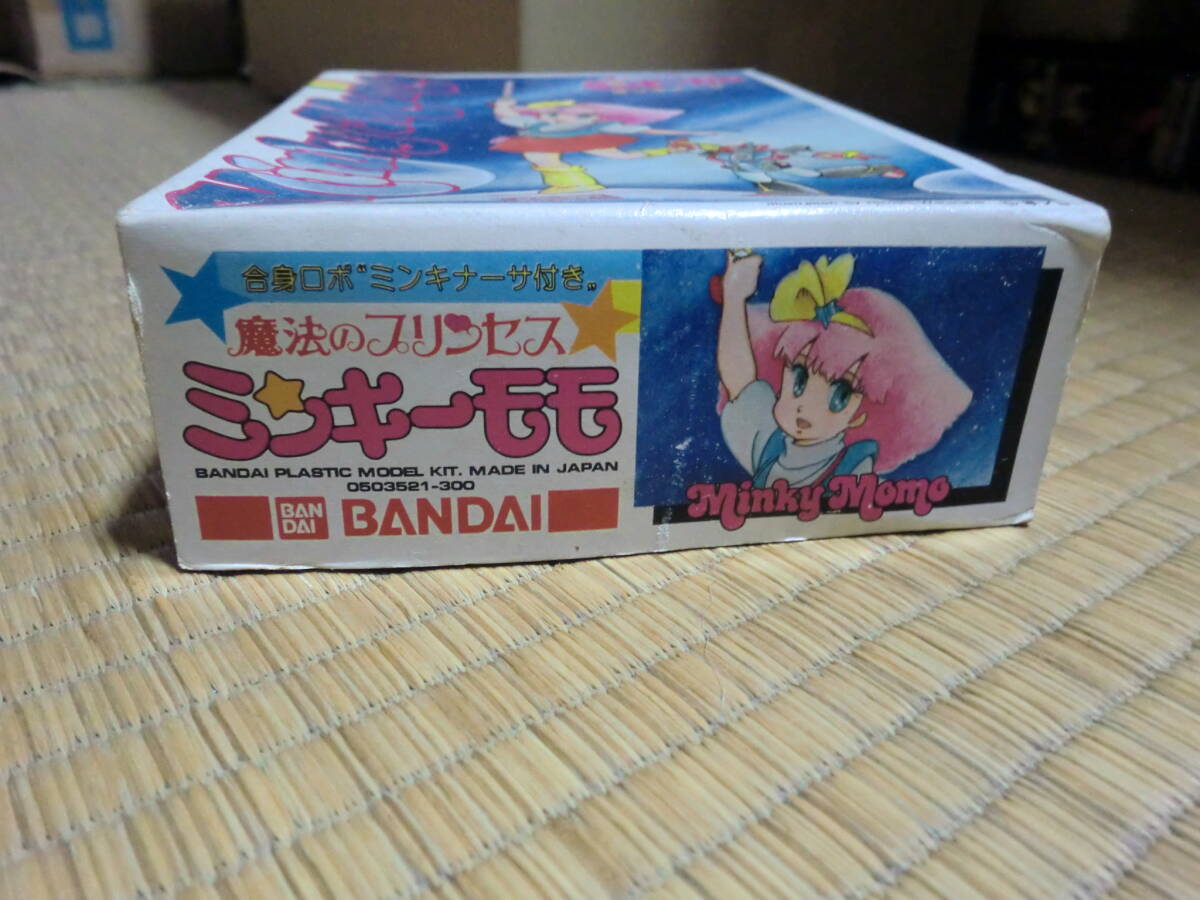 合身ロボ“ミンキナーサ付き„
魔法のプリンセス
ミンキーモモ
BANDAI PLASTIC MODEL KIT. MADE IN JAPAN
0503521-300
BAN
DAI
BANDAI
Minky Momo